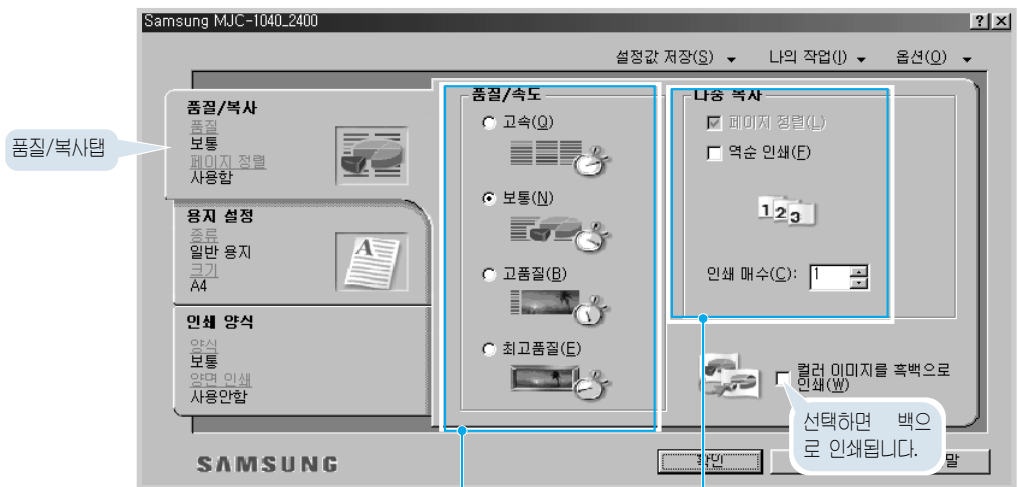 Samsung MJC-1040_2400
설정값 저장(S) 나의 작업(I) 옵션(O)
품질/복사탭
품질/복사
품질
보통
페이지 정렬
사용함
용지 설정
종류
일반 용지
크기
A4
인쇄 양식
양식
보통
양면 인쇄
사용안함
품질/속도
고속(Q)
보통(N)
고품질(B)
최고품질(E)
다중 복사
페이지 정렬(L)
역순 인쇄(F)
1 2 3
인쇄 매수(C): 1
컬러 이미지를 흑백으로
인쇄(W)
선택하면 백으
로 인쇄됩니다.
SAMSUNG
확인
말